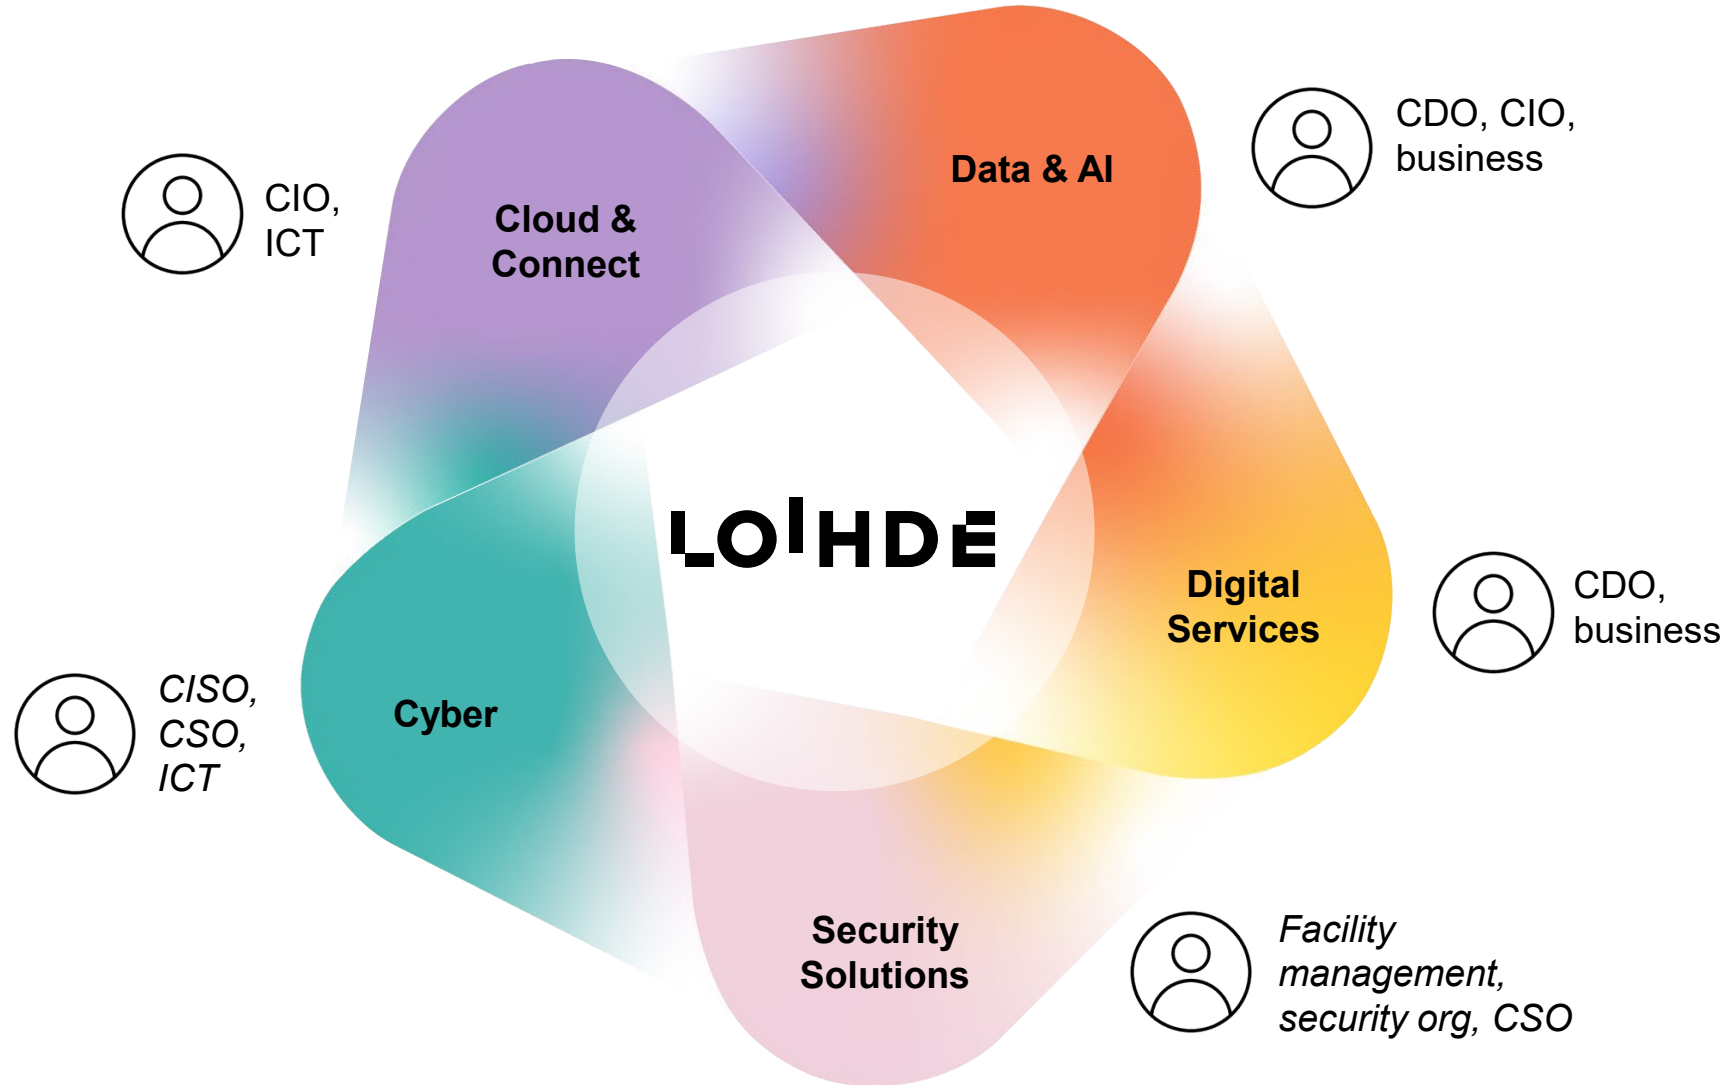 CDO, CIO,
business
Data & AI
CIO,
ICT
Cloud &
Connect
LOIHDE
Digital
Services
CDO,
business
CISO,
CSO,
ICT
Cyber
Security
Solutions
Facility
management,
security org, CSO